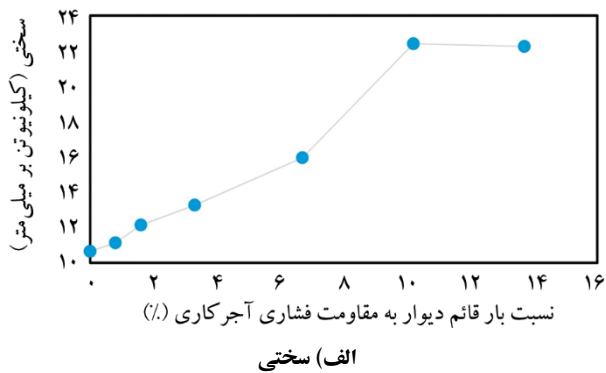 ۲۴
۲۲
۲۰
۱۸
۱۶
۱۴
۱۲
۱۰
سختی (کیلونیوتن بر میلی‌متر)
۰ ۲ ۴ ۶ ۸ ۱۰ ۱۲ ۱۴ ۱۶
نسبت بار قائم دیوار به مقاومت فشاری آجرکاری (٪)
الف) سختی